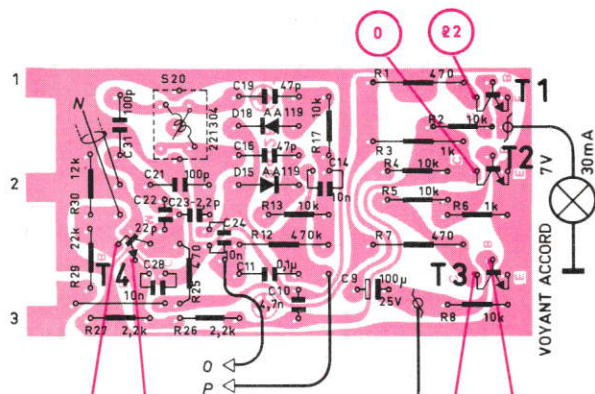 0 22
1
S20
C19 47p
R1 470
T1
100p
C31
D18 AA119
221304
10k
R17
R2 10k
N
C16 47p
R3 1k
T2
2
C21 100p
D15 AA119
C14
10n
R4 10k
7V
30mA
12k
R30
C22
C23 2,2p
R13 10k
R5 10k
R6 1k
22p
C24
22k
R29
T4
R12 470k
R7 470
T3
VOYANT ACCORD
C28
10n
470
R25
10n
C11 0,1µ
C9 100µ
25V
C10
4,7n
3
R27 2,2k
R26 2,2k
R8 10k
O
P